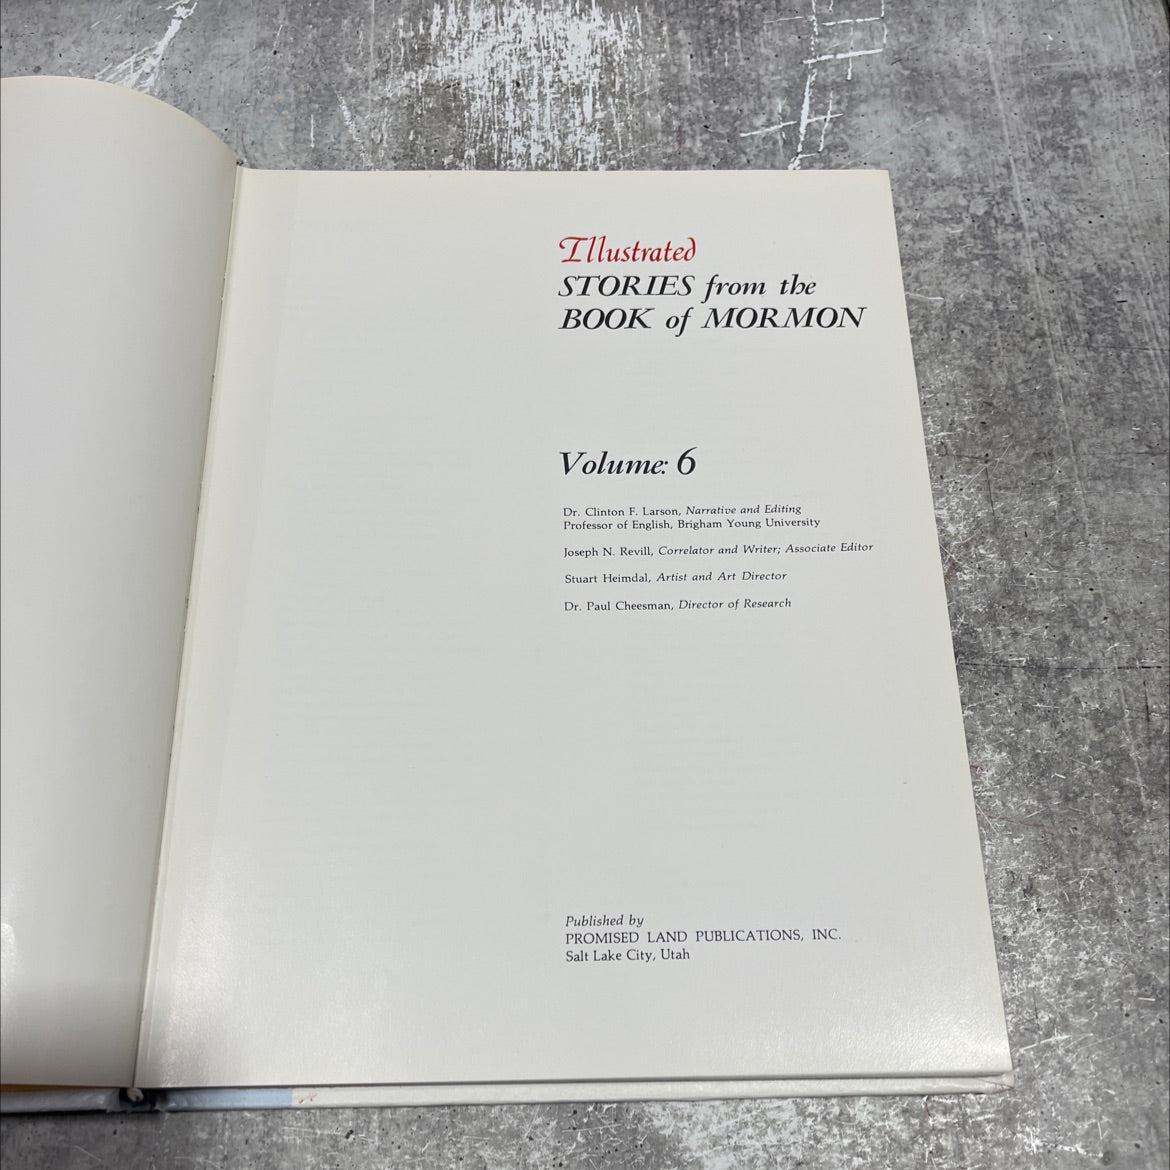 Illustrated
STORIES from the
BOOK of MORMON
Volume: 6
Dr. Clinton F. Larson, Narrative and Editing
Professor of English, Brigham Young University
Joseph N. Revill, Correlator and Writer; Associate Editor
Stuart Heimdal, Artist and Art Director
Dr. Paul Cheesman, Director of Research
Published by
PROMISED LAND PUBLICATIONS, INC.
Salt Lake City, Utah